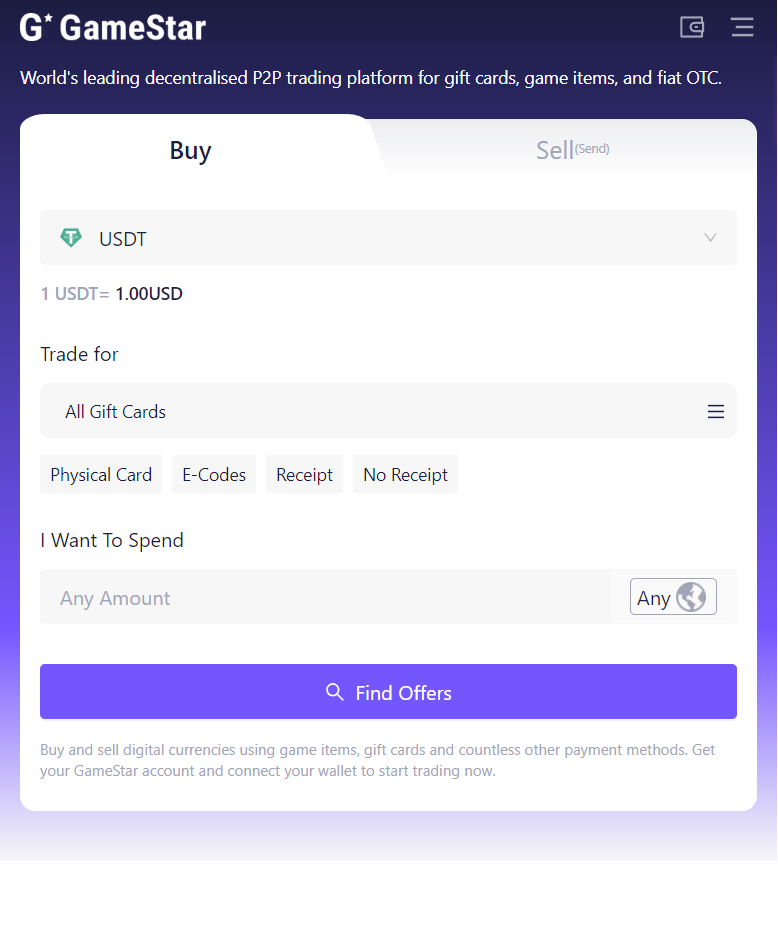 G* GameStar
World's leading decentralised P2P trading platform for gift cards, game items, and fiat OTC.
Buy
Sell(Send)
USDT
1 USDT= 1.00USD
Trade for
All Gift Cards
Physical Card E-Codes Receipt No Receipt
I Want To Spend
Any Amount Any
Find Offers
Buy and sell digital currencies using game items, gift cards and countless other payment methods. Get
your GameStar account and connect your wallet to start trading now.